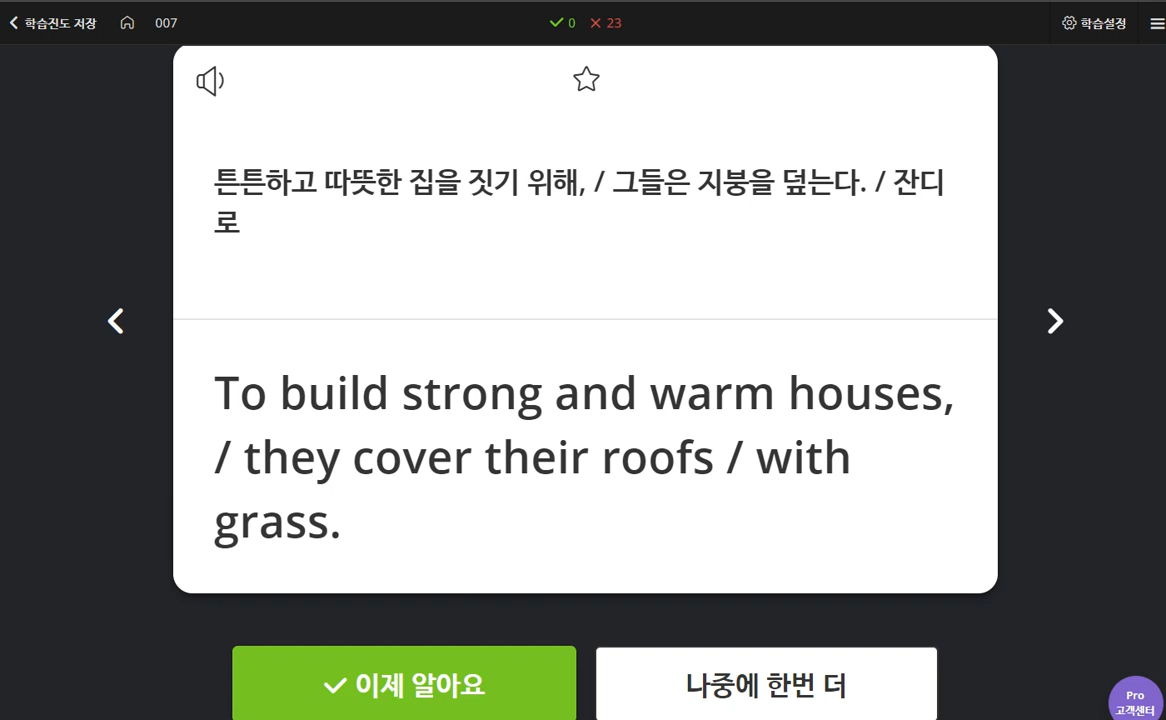 학습진도 저장 007 0 23 학습설정
튼튼하고 따뜻한 집을 짓기 위해, / 그들은 지붕을 덮는다. / 잔디
로
To build strong and warm houses,
/ they cover their roofs / with
grass.
이제 알아요 나중에 한번 더
Pro
고객센터